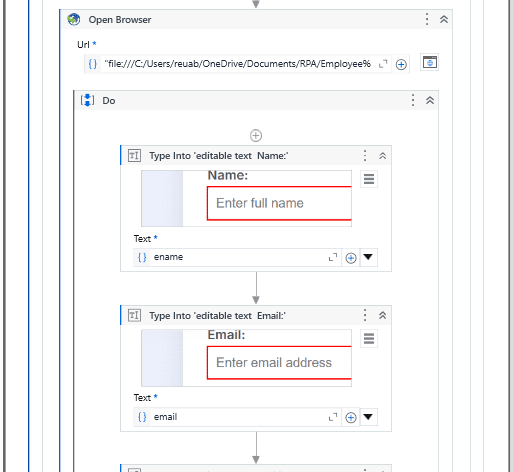 Open Browser
Url *
{ } "file:///C:/Users/reuab/OneDrive/Documents/RPA/Employee%
Do
Type Into 'editable text  Name:'
Name:
Enter full name
Text *
{ } ename
Type Into 'editable text  Email:'
Email:
Enter email address
Text *
{ } email